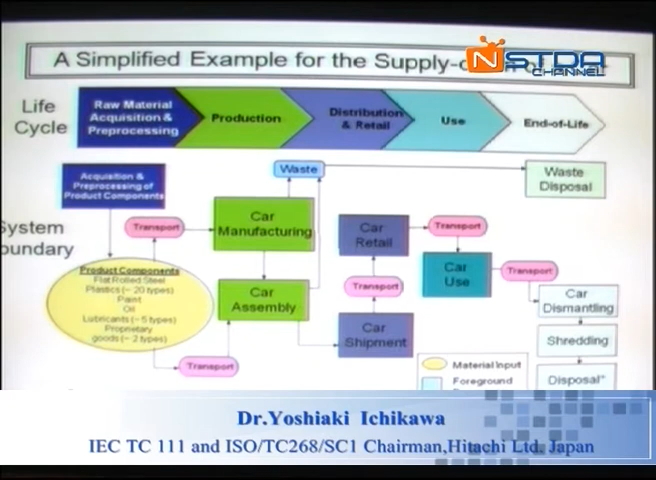 A Simplified Example for the Supply-c
NSTDA
CHANNEL
Life
Cycle
Raw Material
Acquisition &
Preprocessing
Production
Distribution
& Retail
Use
End-of-Life
Acquisition &
Preprocessing of
Product Components
Waste
Waste
Disposal
System
oundary
Transport
Car
Manufacturing
Car
Retail
Transport
Product Components
Flat Rolled Steel
Plastics (~ 20 types)
Paint
Oil
Lubricants (~ 5 types)
Proprietary
goods (~ 2 types)
Car
Assembly
Transport
Car
Use
Transport
Car
Dismantling
Car
Shipment
Shredding
Transport
Material Input
Foreground
Disposal*
Dr.Yoshiaki Ichikawa
IEC TC 111 and ISO/TC268/SC1 Chairman,Hitachi Ltd, Japan